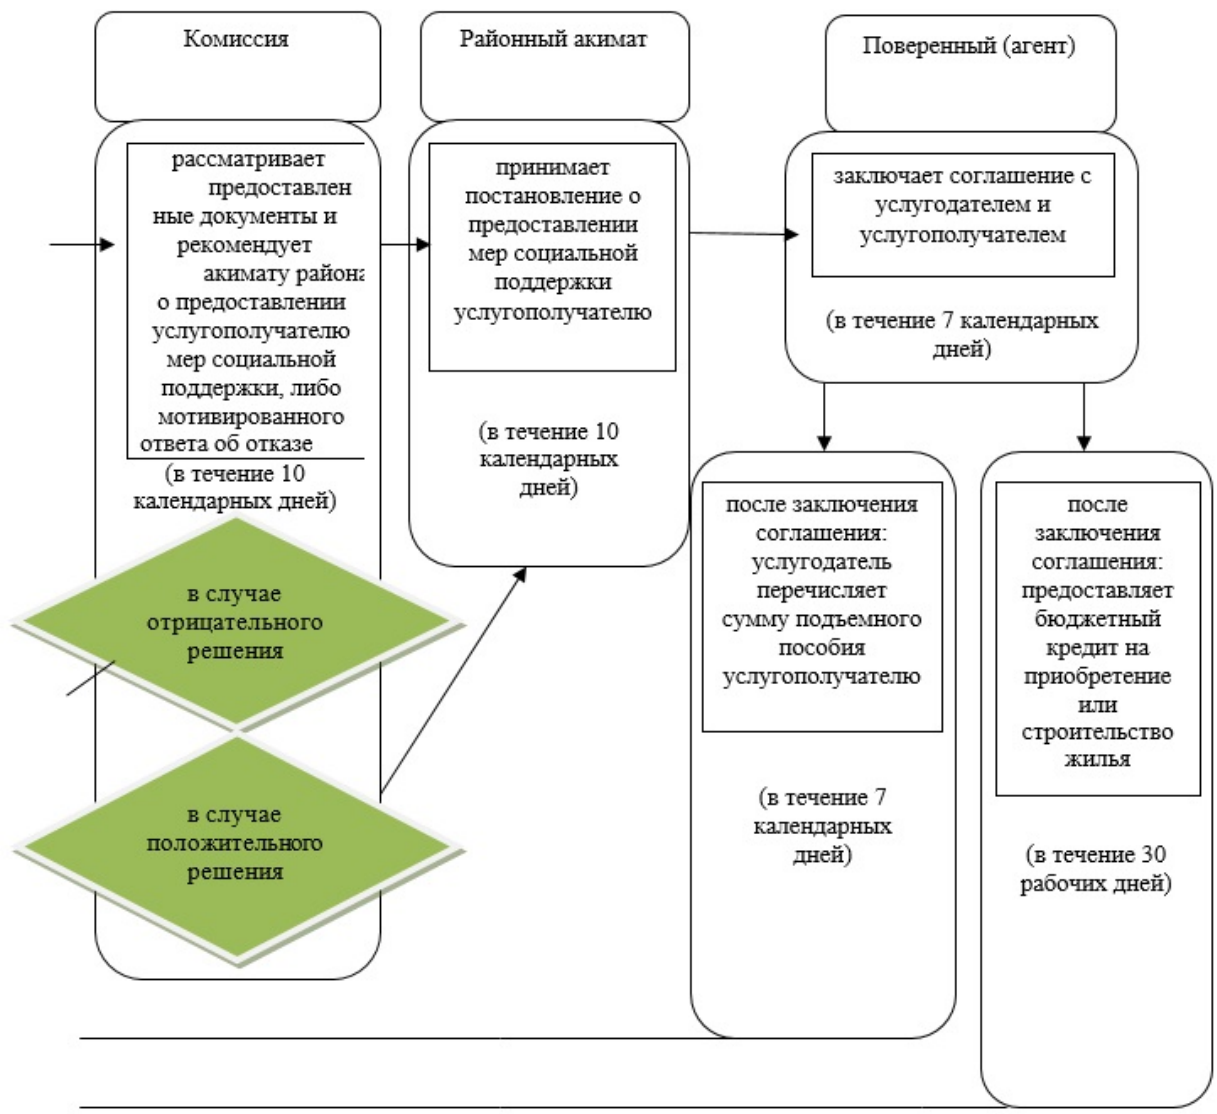 Комиссия
рассматривает
предоставлен
ные документы и
рекомендует
акимату района
о предоставлении
услугополучателю
мер социальной
поддержки, либо
мотивированного
ответа об отказе
(в течение 10
календарных дней)
в случае
отрицательного
решения
в случае
положительного
решения
Районный акимат
принимает
постановление о
предоставлении
мер социальной
поддержки
услугополучателю
(в течение 10
календарных
дней)
Поверенный (агент)
заключает соглашение с
услугодателем и
услугополучателем
(в течение 7 календарных
дней)
после заключения
соглашения:
услугодатель
перечисляет
сумму подъемного
пособия
услугополучателю
(в течение 7
календарных
дней)
после
заключения
соглашения:
предоставляет
бюджетный
кредит на
приобретение
или
строительство
жилья
(в течение 30
рабочих дней)